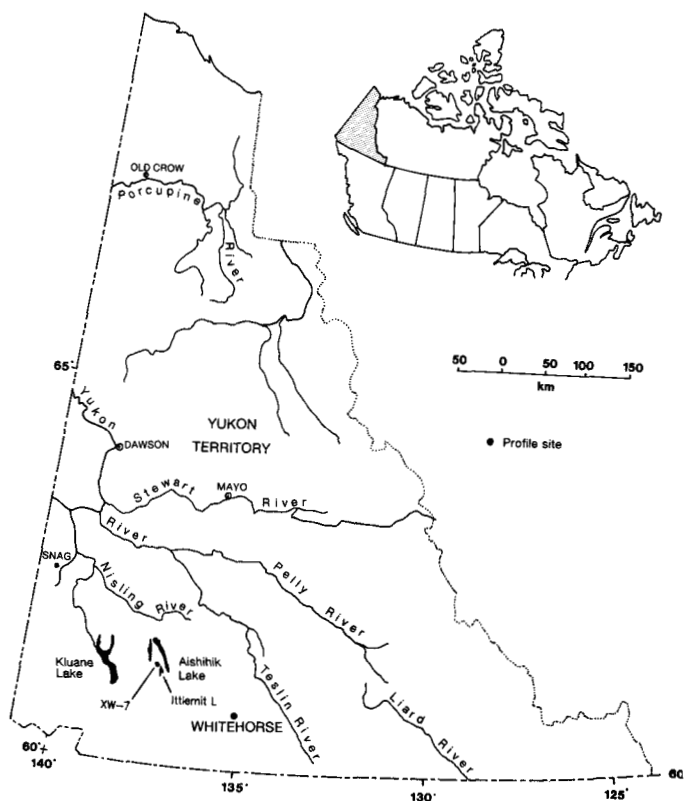 OLD CROW
Porcupine
River
65°
50 0 50 100 150
km
Profile site
Yukon
YUKON
TERRITORY
DAWSON
Stewart
MAYO
River
River
SNAG
Nisling River
Pelly River
Kluane
Lake
Aishihik
Lake
XW-7
Ittlemit L
WHITEHORSE
Teslin River
Liard
River
60°+
140°
135°
130°
125°
60